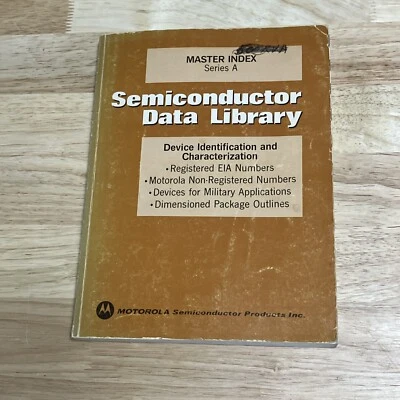 MASTER INDEX
Series A
Semiconductor
Data Library
Device Identification and
Characterization
• Registered EIA Numbers
• Motorola Non-Registered Numbers
• Devices for Military Applications
• Dimensioned Package Outlines
MOTOROLA Semiconductor Products Inc.